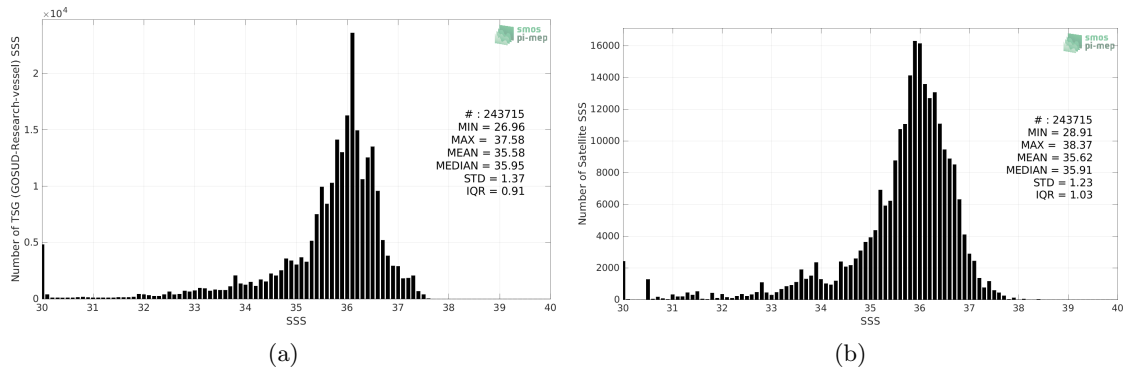 ×10⁴
Number of TSG (GOSUD-Research-vessel) SSS
2
1.5
1
0.5
0
30 31 32 33 34 35 36 37 38 39 40
SSS
smos
pi-mep
# : 243715
MIN = 26.96
MAX = 37.58
MEAN = 35.58
MEDIAN = 35.95
STD = 1.37
IQR = 0.91
(a)
Number of Satellite SSS
16000
14000
12000
10000
8000
6000
4000
2000
0
30 31 32 33 34 35 36 37 38 39 40
SSS
smos
pi-mep
# : 243715
MIN = 28.91
MAX = 38.37
MEAN = 35.62
MEDIAN = 35.91
STD = 1.23
IQR = 1.03
(b)